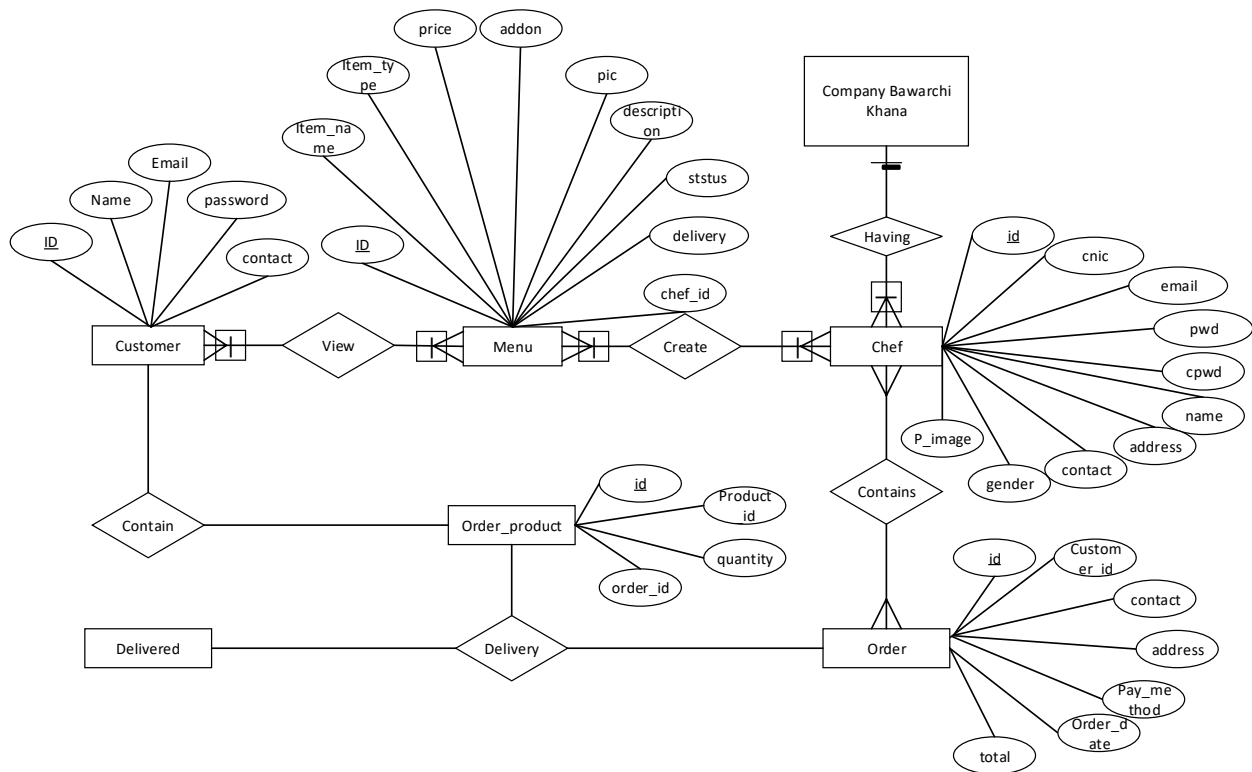 price
addon
Item_ty
pe
pic
Company Bawarchi
Khana
Item_na
me
descripti
on
Email
ststus
Name
password
ID
ID
delivery
Having
id
cnic
contact
chef_id
email
pwd
Customer
View
Menu
Create
Chef
cpwd
name
P_image
address
contact
gender
id
Product
_id
Contains
Contain
Order_product
quantity
order_id
id
Custom
er_id
contact
Delivered
Delivery
Order
address
Pay_me
thod
Order_d
ate
total